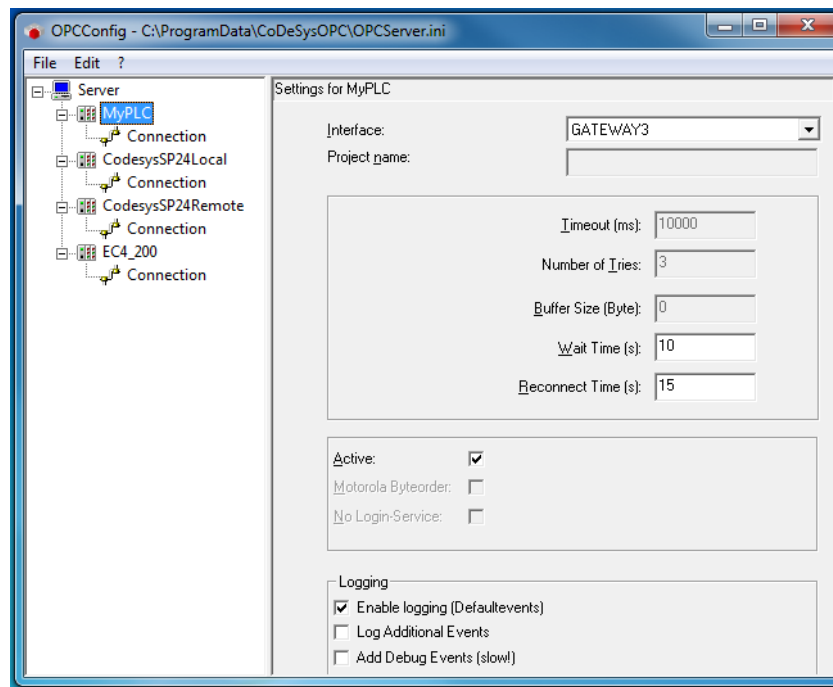 OPCConfig - C:\ProgramData\CoDeSysOPC\OPCServer.ini
File Edit ?
Server
MyPLC
Connection
CodesysSP24Local
Connection
CodesysSP24Remote
Connection
EC4_200
Connection
Settings for MyPLC
Interface: GATEWAY3
Project name:
Timeout (ms): 10000
Number of Tries: 3
Buffer Size (Byte): 0
Wait Time (s): 10
Reconnect Time (s): 15
Active:
Motorola Byteorder:
No Login-Service:
Logging
Enable logging (Defaultevents)
Log Additional Events
Add Debug Events (slow!)